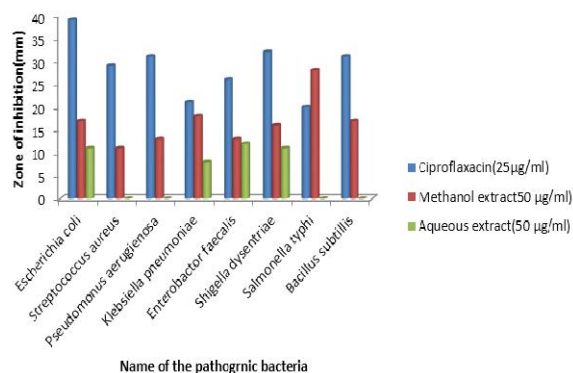 Zone of inhibition(mm)
40
35
30
25
20
15
10
5
0
Escherichia coli
Streptococcus aureus
Pseudomonus aerugienosa
Klebsiella pneumoniae
Enterobactor faecalis
Shigella dysentriae
Salmonella typhi
Bacillus subtillis
Name of the pathogrnic bacteria
Ciproflaxacin(25µg/ml)
Methanol extract50 µg/ml)
Aqueous extract(50 µg/ml)